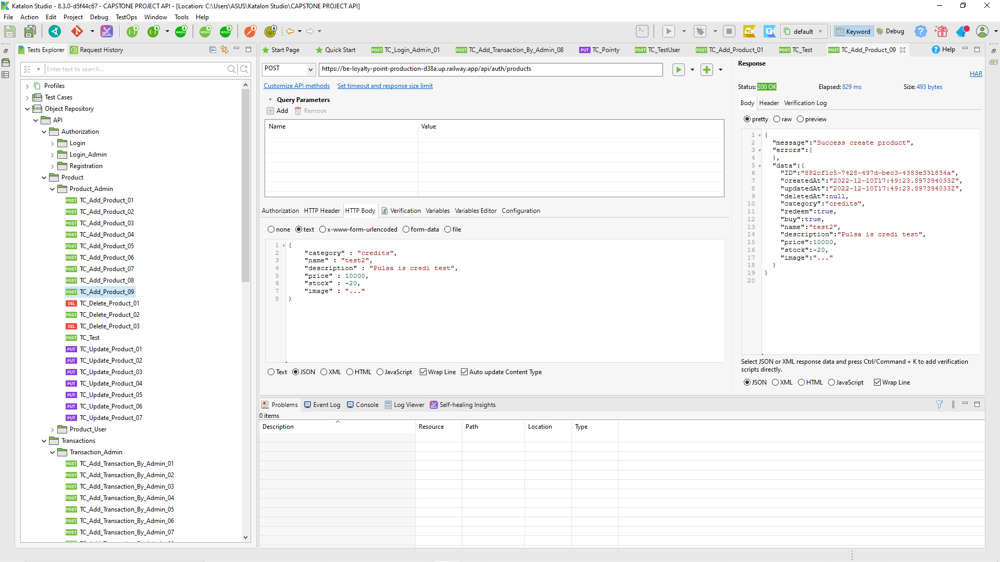 Katalon Studio - 8.3.0-d5f44c67 - CAPSTONE PROJECT API - [Location: C:\Users\ASUS\Katalon Studio\CAPSTONE PROJECT API]
File Action Edit Project Debug TestOps Window Tools Help
default Keyword Debug
Tests Explorer Request History
Start Page Quick Start POST TC_Login_Admin_01 POST TC_Add_Transaction_By_Admin_08 PUT TC_Pointy POST TC_TestUser POST TC_Add_Product_01 POST TC_Test POST TC_Add_Product_09 Help
Enter text to search...
Profiles
Test Cases
Object Repository
API
Authorization
Login
Login_Admin
Registration
Product
Product_Admin
POST TC_Add_Product_01
POST TC_Add_Product_02
POST TC_Add_Product_03
POST TC_Add_Product_04
POST TC_Add_Product_05
POST TC_Add_Product_06
POST TC_Add_Product_07
POST TC_Add_Product_08
POST TC_Add_Product_09
DEL TC_Delete_Product_01
POST TC_Delete_Product_02
DEL TC_Delete_Product_03
POST TC_Test
PUT TC_Update_Product_01
PUT TC_Update_Product_02
PUT TC_Update_Product_03
PUT TC_Update_Product_04
PUT TC_Update_Product_05
PUT TC_Update_Product_06
PUT TC_Update_Product_07
Product_User
Transactions
Transaction_Admin
POST TC_Add_Transaction_By_Admin_01
POST TC_Add_Transaction_By_Admin_02
POST TC_Add_Transaction_By_Admin_03
POST TC_Add_Transaction_By_Admin_04
POST TC_Add_Transaction_By_Admin_05
POST TC_Add_Transaction_By_Admin_06
POST TC_Add_Transaction_By_Admin_07
POST https://be-loyalty-point-production-d38a.up.railway.app/api/auth/products
Customize API methods Set timeout and response size limit
Query Parameters
Add Remove
Name Value
Authorization HTTP Header HTTP Body Verification Variables Variables Editor Configuration
none text x-www-form-urlencoded form-data file
1 {
2 "category" : "credits",
3 "name" : "test2",
4 "description" : "Pulsa is credi test",
5 "price" : 10000,
6 "stock" : -20,
7 "image" : "..."
8 }
Text JSON XML HTML JavaScript Wrap Line Auto update Content Type
Response
HAR
Status: 200 OK Elapsed: 829 ms Size: 493 bytes
Body Header Verification Log
pretty raw preview
1 {
2 "message":"Success create product",
3 "errors":{
4 },
5 "data":{
6 "ID":"882cf1c5-7428-497d-bec3-4383e331834a",
7 "createdAt":"2022-12-10T17:49:23.897394033Z",
8 "updatedAt":"2022-12-10T17:49:23.897394033Z",
9 "deletedAt":null,
10 "category":"credits",
11 "redeem":true,
12 "buy":true,
13 "name":"test2",
14 "description":"Pulsa is credi test",
15 "price":10000,
16 "stock":-20,
17 "image":"..."
18 }
19 }
20
Select JSON or XML response data and press Ctrl/Command + K to add verification
scripts directly.
JSON XML HTML JavaScript Wrap Line
Problems Event Log Console Log Viewer Self-healing Insights
0 items
Description Resource Path Location Type